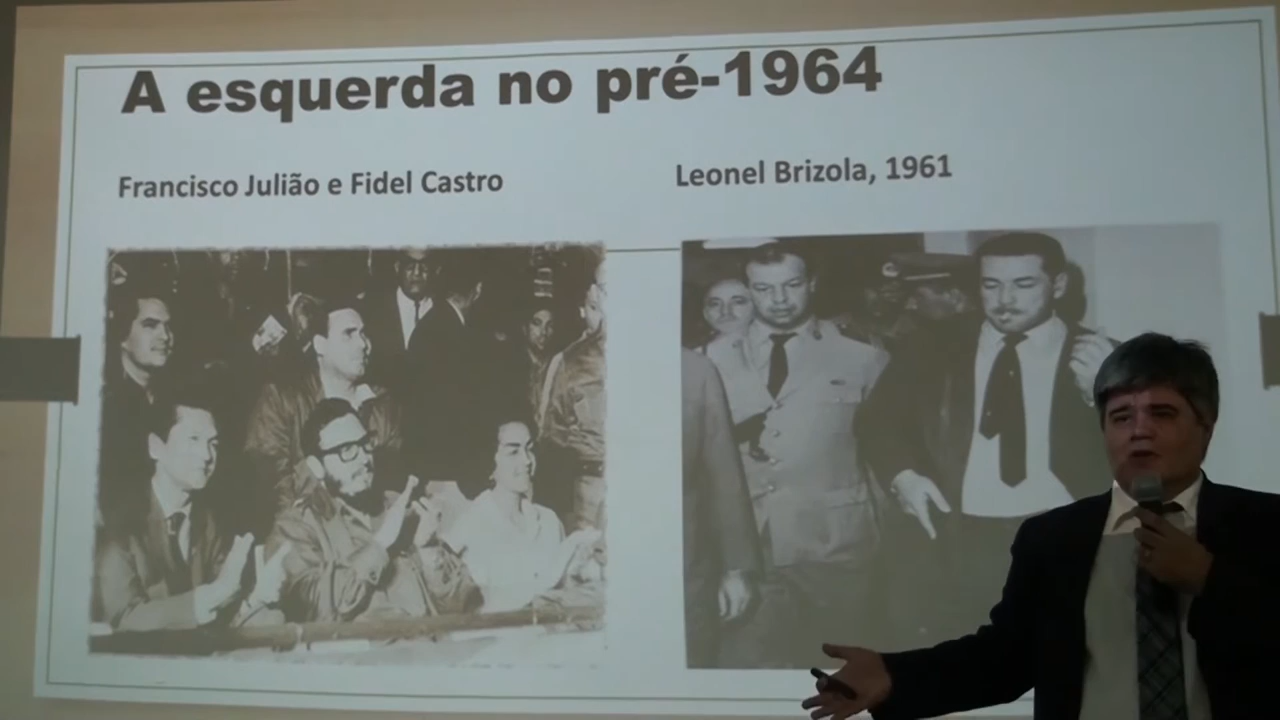 A esquerda no pré-1964
Francisco Julião e Fidel Castro
Leonel Brizola, 1961